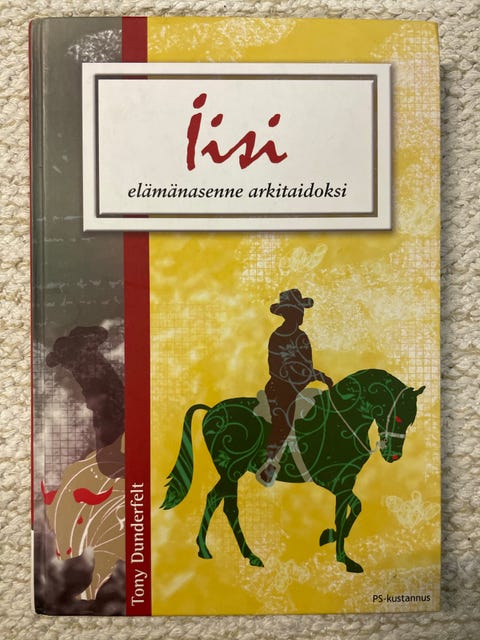 Iisi
elämänasenne arkitaidoksi
Tony Dunderfelt
PS-kustannus